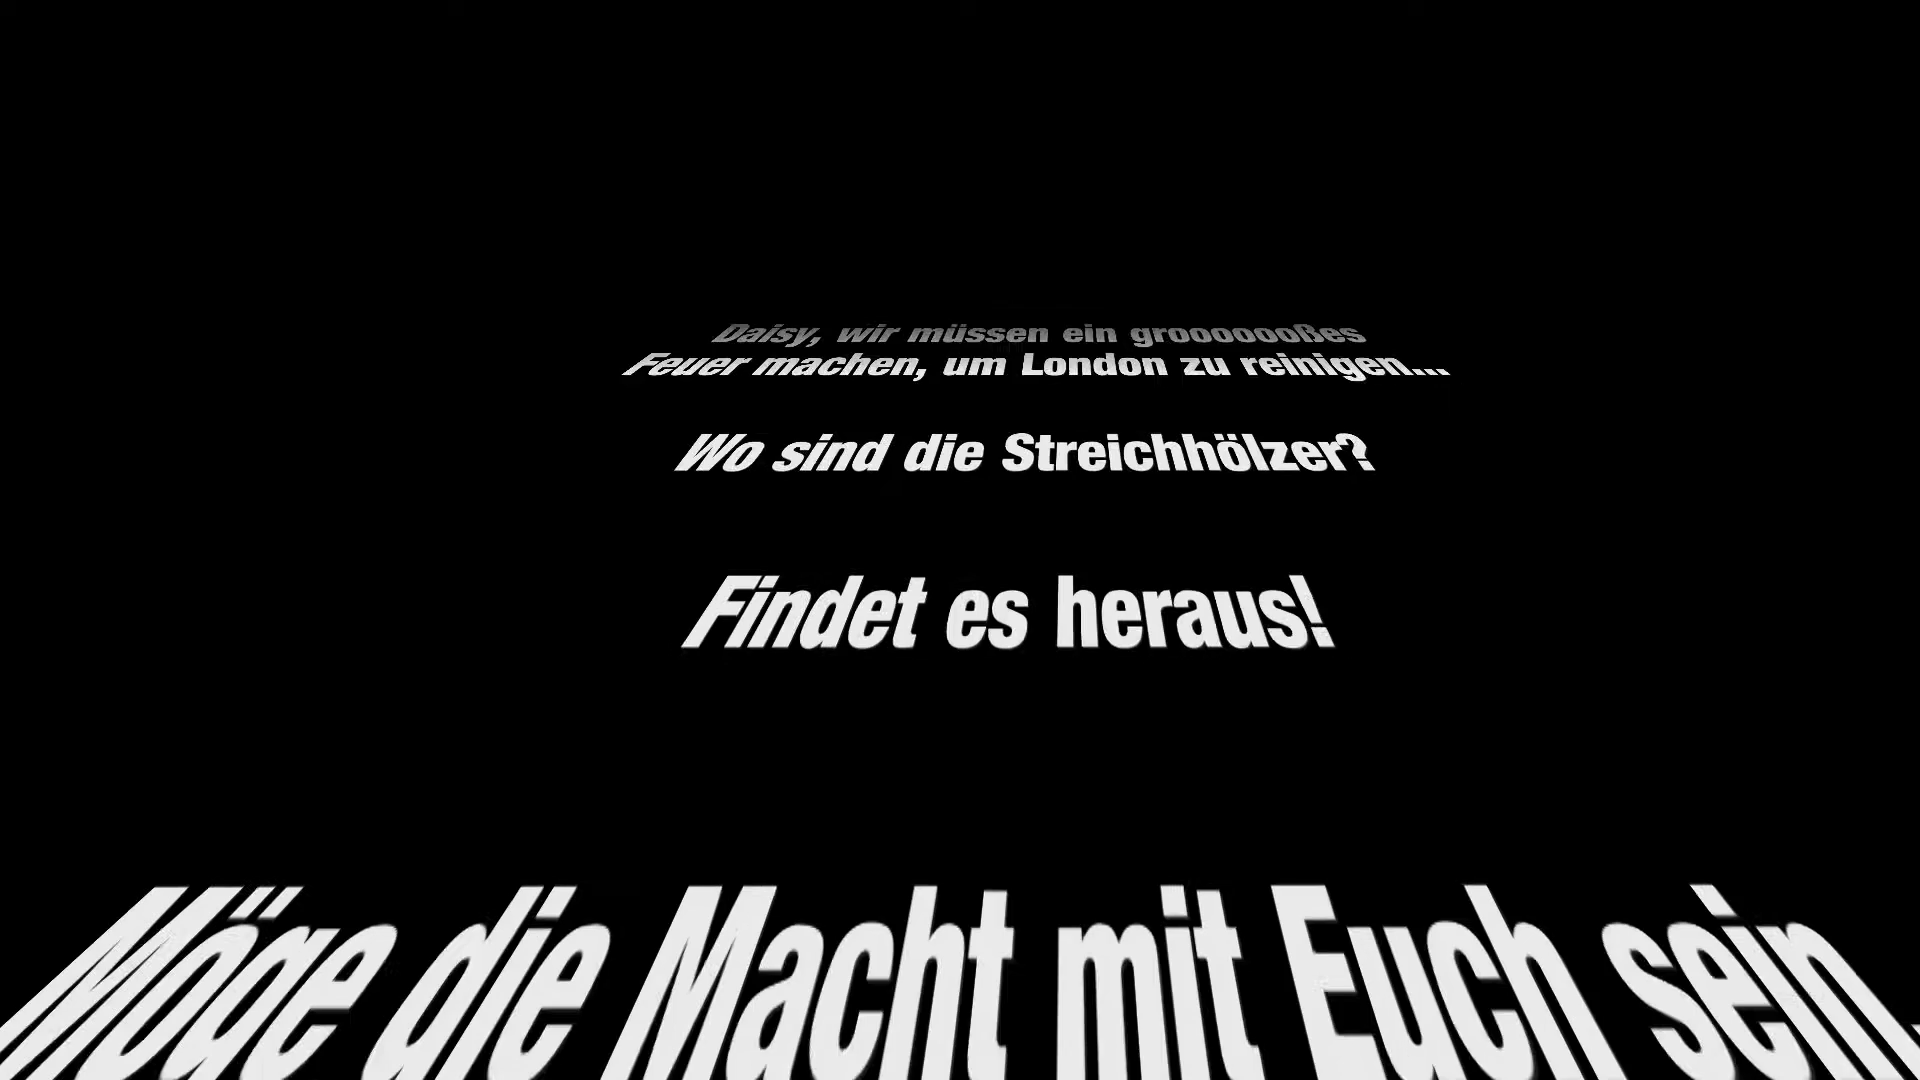 Daisy, wir müssen ein grooooooßes
Feuer machen, um London zu reinigen...
Wo sind die Streichhölzer?
Findet es heraus!
Möge die Macht mit Euch sein.